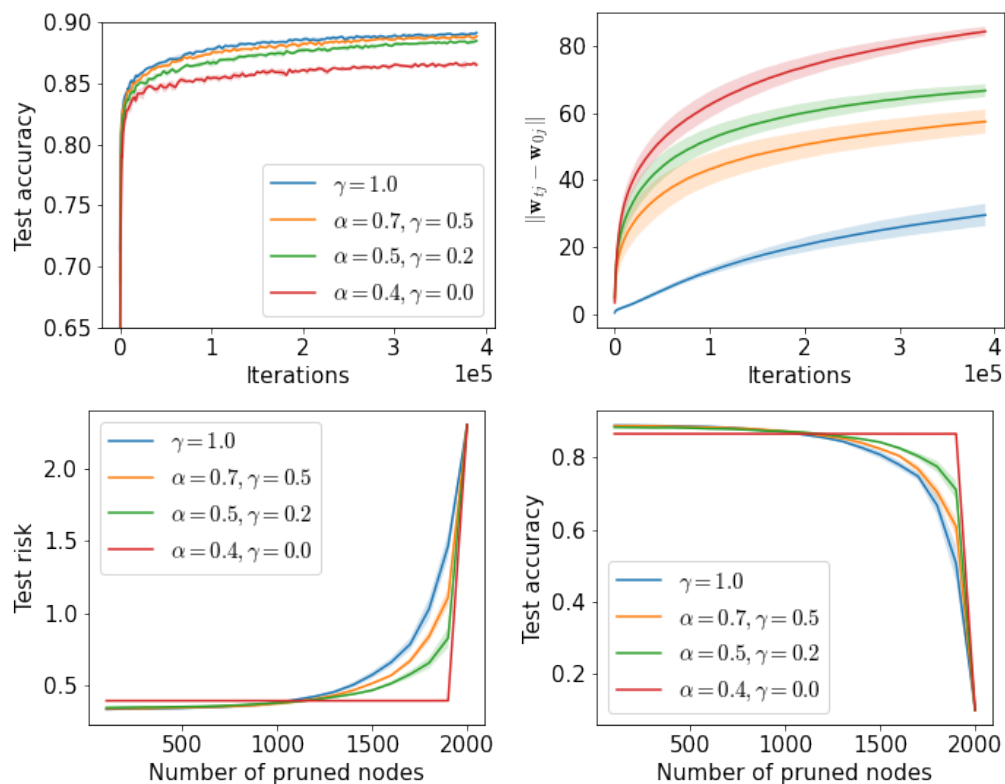 0.90
0.85
0.80
0.75
0.70
0.65
Test accuracy
γ = 1.0
α = 0.7, γ = 0.5
α = 0.5, γ = 0.2
α = 0.4, γ = 0.0
0 1 2 3 4
1e5
Iterations
80
60
40
20
0
‖w_{tj} − w_{0j}‖
0 1 2 3 4
1e5
Iterations
2.0
1.5
1.0
0.5
Test risk
γ = 1.0
α = 0.7, γ = 0.5
α = 0.5, γ = 0.2
α = 0.4, γ = 0.0
500 1000 1500 2000
Number of pruned nodes
0.8
0.6
0.4
0.2
Test accuracy
γ = 1.0
α = 0.7, γ = 0.5
α = 0.5, γ = 0.2
α = 0.4, γ = 0.0
500 1000 1500 2000
Number of pruned nodes